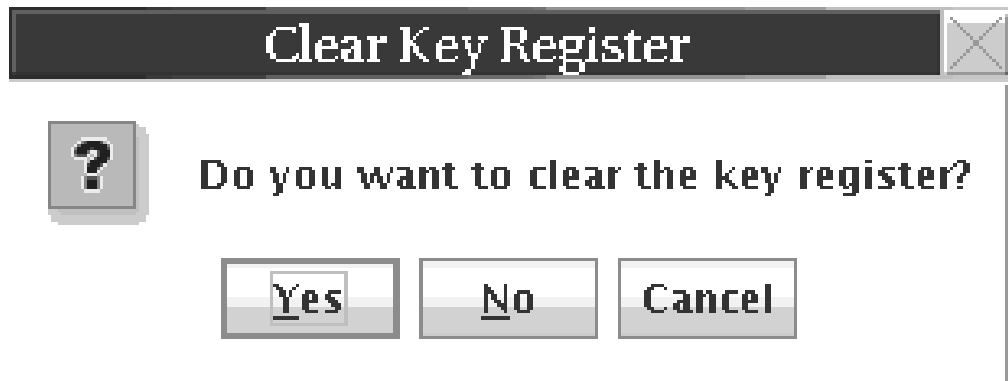 Clear Key Register
?
Do you want to clear the key register?
Yes No Cancel